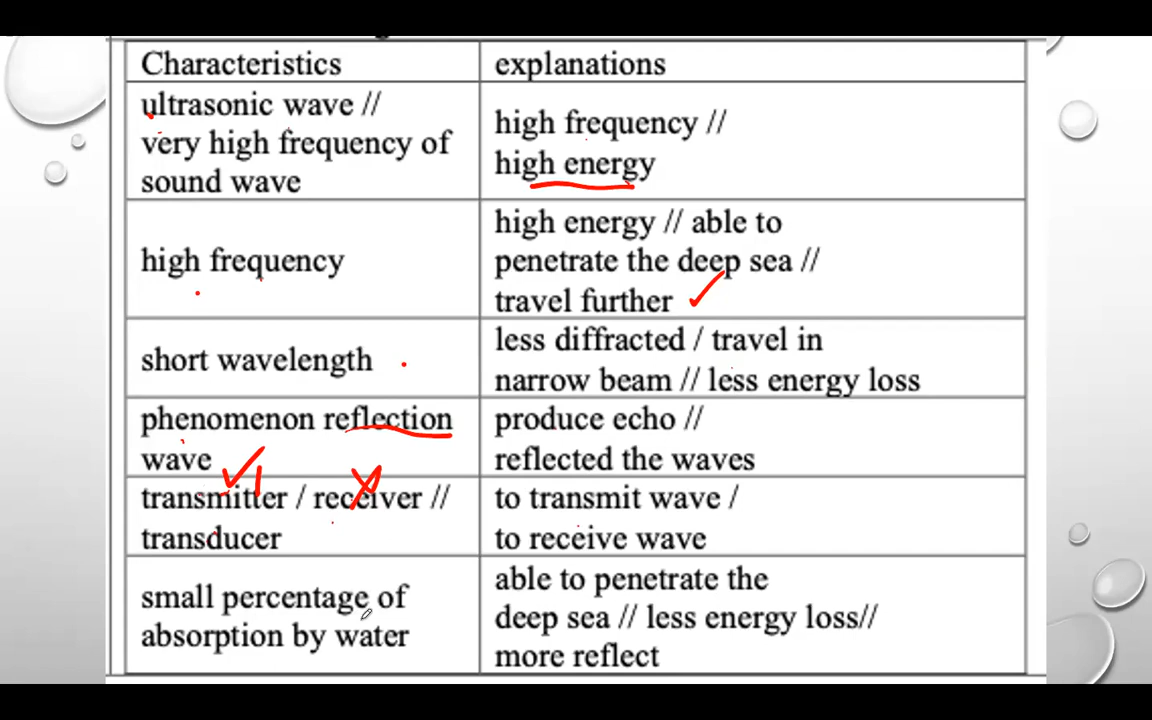 Characteristics
explanations
ultrasonic wave //
very high frequency of
sound wave
high frequency //
high energy
high frequency
high energy // able to
penetrate the deep sea //
travel further
short wavelength
less diffracted / travel in
narrow beam // less energy loss
phenomenon reflection
wave
produce echo //
reflected the waves
transmitter / receiver //
transducer
to transmit wave /
to receive wave
small percentage of
absorption by water
able to penetrate the
deep sea // less energy loss//
more reflect